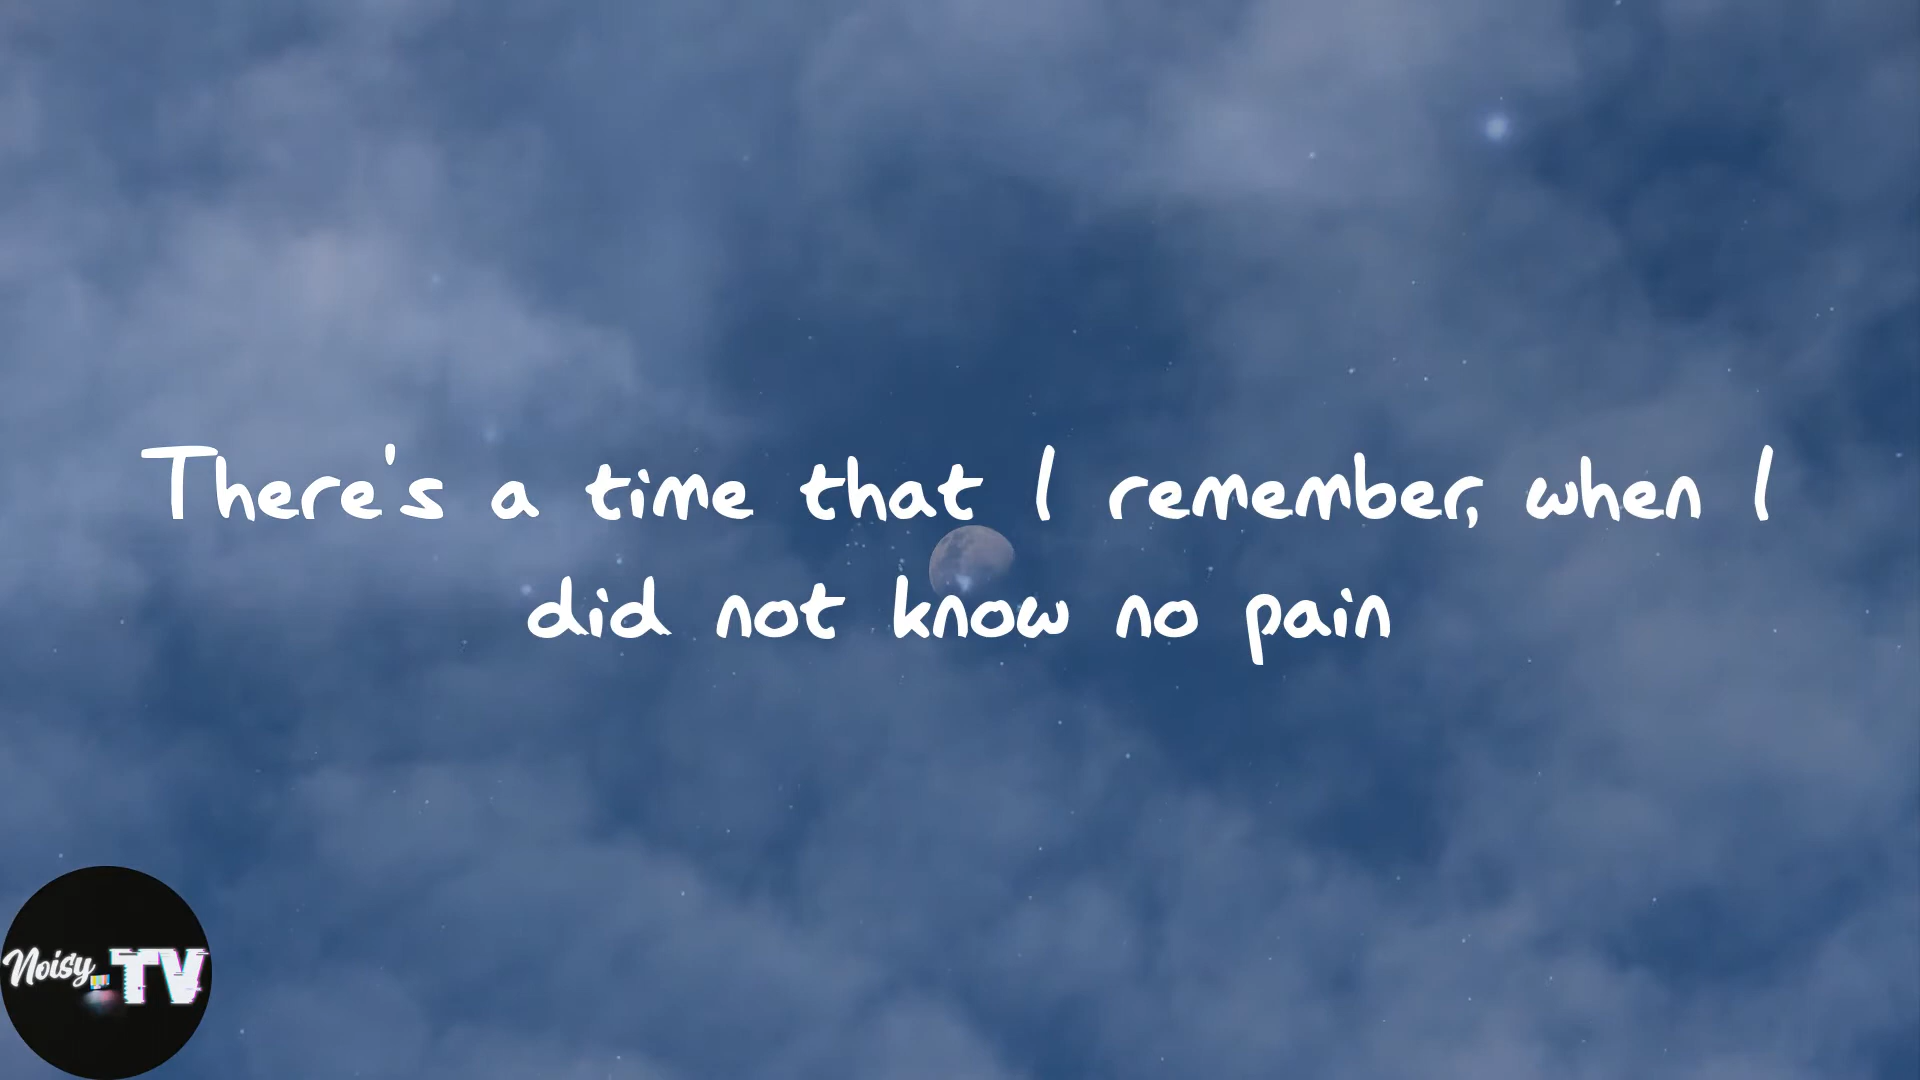 There's a time that I remember, when I
did not know no pain
Noisy TV